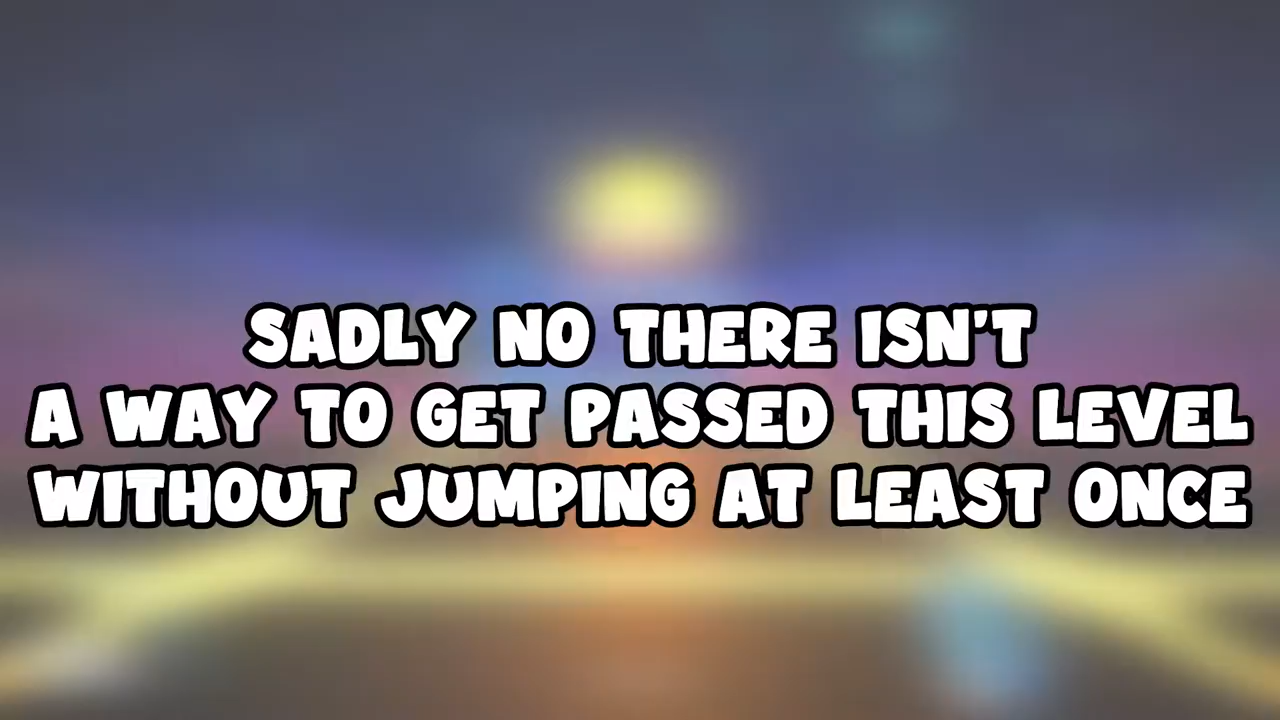 SADLY NO THERE ISN'T
A WAY TO GET PASSED THIS LEVEL
WITHOUT JUMPING AT LEAST ONCE